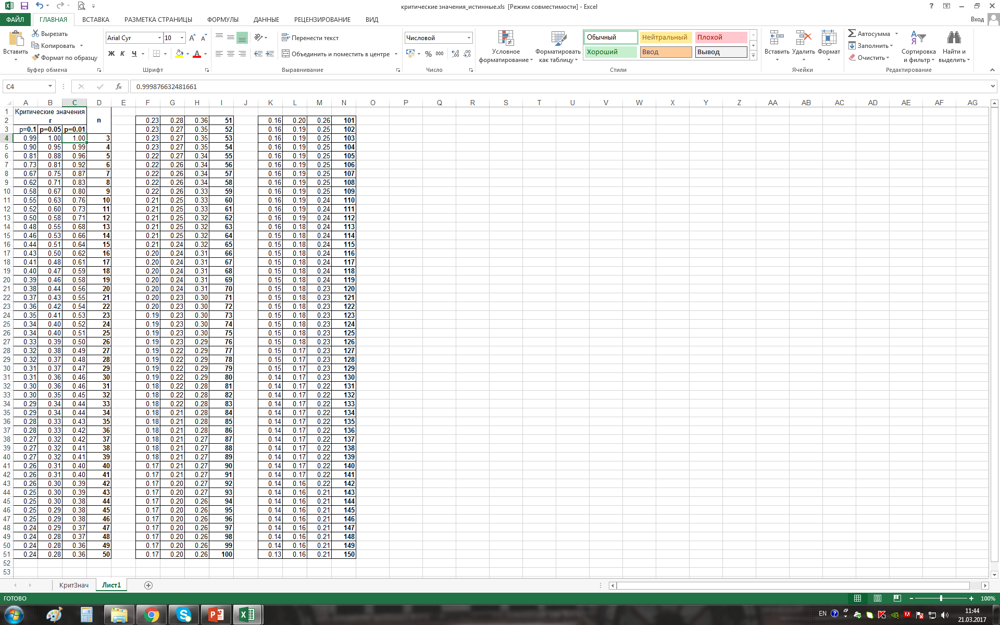 критические значения_истинные.xls [Режим совместимости] - Excel
ФАЙЛ ГЛАВНАЯ ВСТАВКА РАЗМЕТКА СТРАНИЦЫ ФОРМУЛЫ ДАННЫЕ РЕЦЕНЗИРОВАНИЕ ВИД Вход
Вставить
Вырезать
Копировать
Формат по образцу
Буфер обмена
Arial Cyr 10
Ж К Ч
Шрифт
Перенести текст
Объединить и поместить в центре
Выравнивание
Числовой
% 000
Число
Условное форматирование
Форматировать как таблицу
Обычный Нейтральный Плохой
Хороший Ввод Вывод
Стили
Вставить Удалить Формат
Ячейки
Автосумма
Заполнить
Очистить
Сортировка и фильтр
Найти и выделить
Редактирование
C4 fx 0.999876632481661
A B C D E F G H I J K L M N O P Q R S T U V W X Y Z AA AB AC AD AE AF AG
1 Критические значения
2 r n 0.23 0.28 0.36 51 0.16 0.20 0.26 101
3 p=0.1 p=0.05 p=0.01 0.23 0.27 0.35 52 0.16 0.19 0.25 102
4 0.99 1.00 1.00 3 0.23 0.27 0.35 53 0.16 0.19 0.25 103
5 0.90 0.95 0.99 4 0.23 0.27 0.35 54 0.16 0.19 0.25 104
6 0.81 0.88 0.96 5 0.22 0.27 0.34 55 0.16 0.19 0.25 105
7 0.73 0.81 0.92 6 0.22 0.26 0.34 56 0.16 0.19 0.25 106
8 0.67 0.75 0.87 7 0.22 0.26 0.34 57 0.16 0.19 0.25 107
9 0.62 0.71 0.83 8 0.22 0.26 0.34 58 0.16 0.19 0.25 108
10 0.58 0.67 0.80 9 0.22 0.26 0.33 59 0.16 0.19 0.25 109
11 0.55 0.63 0.76 10 0.21 0.25 0.33 60 0.16 0.19 0.24 110
12 0.52 0.60 0.73 11 0.21 0.25 0.33 61 0.16 0.19 0.24 111
13 0.50 0.58 0.71 12 0.21 0.25 0.32 62 0.16 0.19 0.24 112
14 0.48 0.55 0.68 13 0.21 0.25 0.32 63 0.16 0.18 0.24 113
15 0.46 0.53 0.66 14 0.21 0.25 0.32 64 0.15 0.18 0.24 114
16 0.44 0.51 0.64 15 0.21 0.24 0.32 65 0.15 0.18 0.24 115
17 0.43 0.50 0.62 16 0.20 0.24 0.31 66 0.15 0.18 0.24 116
18 0.41 0.48 0.61 17 0.20 0.24 0.31 67 0.15 0.18 0.24 117
19 0.40 0.47 0.59 18 0.20 0.24 0.31 68 0.15 0.18 0.24 118
20 0.39 0.46 0.58 19 0.20 0.24 0.31 69 0.15 0.18 0.24 119
21 0.38 0.44 0.56 20 0.20 0.24 0.31 70 0.15 0.18 0.23 120
22 0.37 0.43 0.55 21 0.20 0.23 0.30 71 0.15 0.18 0.23 121
23 0.36 0.42 0.54 22 0.20 0.23 0.30 72 0.15 0.18 0.23 122
24 0.35 0.41 0.53 23 0.19 0.23 0.30 73 0.15 0.18 0.23 123
25 0.34 0.40 0.52 24 0.19 0.23 0.30 74 0.15 0.18 0.23 124
26 0.34 0.40 0.51 25 0.19 0.23 0.30 75 0.15 0.18 0.23 125
27 0.33 0.39 0.50 26 0.19 0.23 0.29 76 0.15 0.18 0.23 126
28 0.32 0.38 0.49 27 0.19 0.22 0.29 77 0.15 0.17 0.23 127
29 0.32 0.37 0.48 28 0.19 0.22 0.29 78 0.15 0.17 0.23 128
30 0.31 0.37 0.47 29 0.19 0.22 0.29 79 0.15 0.17 0.23 129
31 0.31 0.36 0.46 30 0.19 0.22 0.29 80 0.14 0.17 0.23 130
32 0.30 0.36 0.46 31 0.18 0.22 0.28 81 0.14 0.17 0.22 131
33 0.30 0.35 0.45 32 0.18 0.22 0.28 82 0.14 0.17 0.22 132
34 0.29 0.34 0.44 33 0.18 0.22 0.28 83 0.14 0.17 0.22 133
35 0.29 0.34 0.44 34 0.18 0.21 0.28 84 0.14 0.17 0.22 134
36 0.28 0.33 0.43 35 0.18 0.21 0.28 85 0.14 0.17 0.22 135
37 0.28 0.33 0.42 36 0.18 0.21 0.28 86 0.14 0.17 0.22 136
38 0.27 0.32 0.42 37 0.18 0.21 0.27 87 0.14 0.17 0.22 137
39 0.27 0.32 0.41 38 0.18 0.21 0.27 88 0.14 0.17 0.22 138
40 0.27 0.32 0.41 39 0.18 0.21 0.27 89 0.14 0.17 0.22 139
41 0.26 0.31 0.40 40 0.17 0.21 0.27 90 0.14 0.17 0.22 140
42 0.26 0.31 0.40 41 0.17 0.21 0.27 91 0.14 0.17 0.22 141
43 0.26 0.30 0.39 42 0.17 0.20 0.27 92 0.14 0.16 0.22 142
44 0.25 0.30 0.39 43 0.17 0.20 0.27 93 0.14 0.16 0.21 143
45 0.25 0.30 0.38 44 0.17 0.20 0.26 94 0.14 0.16 0.21 144
46 0.25 0.29 0.38 45 0.17 0.20 0.26 95 0.14 0.16 0.21 145
47 0.25 0.29 0.38 46 0.17 0.20 0.26 96 0.14 0.16 0.21 146
48 0.24 0.29 0.37 47 0.17 0.20 0.26 97 0.14 0.16 0.21 147
49 0.24 0.28 0.37 48 0.17 0.20 0.26 98 0.14 0.16 0.21 148
50 0.24 0.28 0.36 49 0.17 0.20 0.26 99 0.14 0.16 0.21 149
51 0.24 0.28 0.36 50 0.17 0.20 0.26 100 0.13 0.16 0.21 150
52
53
КритЗнач Лист1
ГОТОВО 100%
EN 11:44
21.03.2017